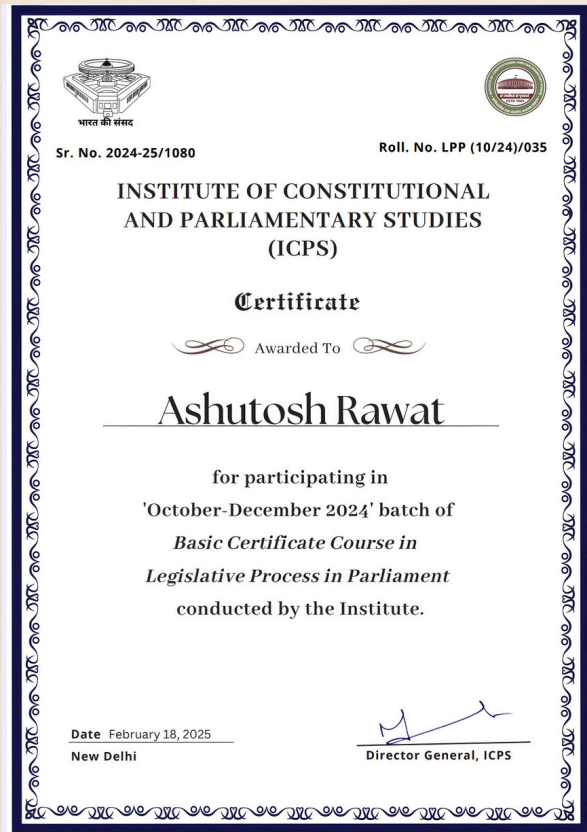 भारत की संसद
Sr. No. 2024-25/1080
Roll. No. LPP (10/24)/035
INSTITUTE OF CONSTITUTIONAL
AND PARLIAMENTARY STUDIES
(ICPS)
Certificate
Awarded To
Ashutosh Rawat
for participating in
'October-December 2024' batch of
Basic Certificate Course in
Legislative Process in Parliament
conducted by the Institute.
Date February 18, 2025
New Delhi
Director General, ICPS